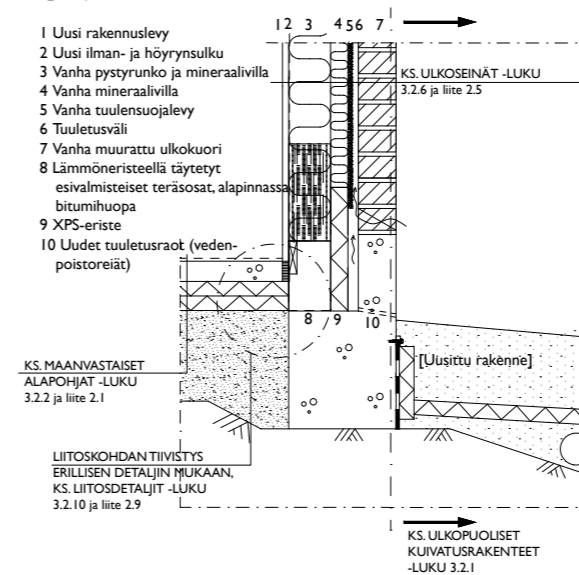 1 Uusi rakennuslevy
2 Uusi ilman- ja höyrynsulku
3 Vanha pystyrunko ja mineraalivilla
4 Vanha mineraalivilla
5 Vanha tuulensuojalevy
6 Tuuletusväli
7 Vanha muurattu ulkokuori
8 Lämmöneristeellä täytetyt
esivalmisteiset teräsosat, alapinnassa
bitumihuopa
9 XPS-eriste
10 Uudet tuuletusraot (veden-
poistoreiät)
12 3 4 56 7
KS. ULKOSEINÄT -LUKU
3.2.6 ja liite 2.5
8 9 10
[Uusittu rakenne]
KS. MAANVASTAISET
ALAPOHJAT -LUKU
3.2.2 ja liite 2.1
LIITOSKOHDAN TIIVISTYS
ERILLISEN DETALJIN MUKAAN,
KS. LIITOSDETALJIT -LUKU
3.2.10 ja liite 2.9
KS. ULKOPUOLISET
KUIVATUSRAKENTEET
-LUKU 3.2.1